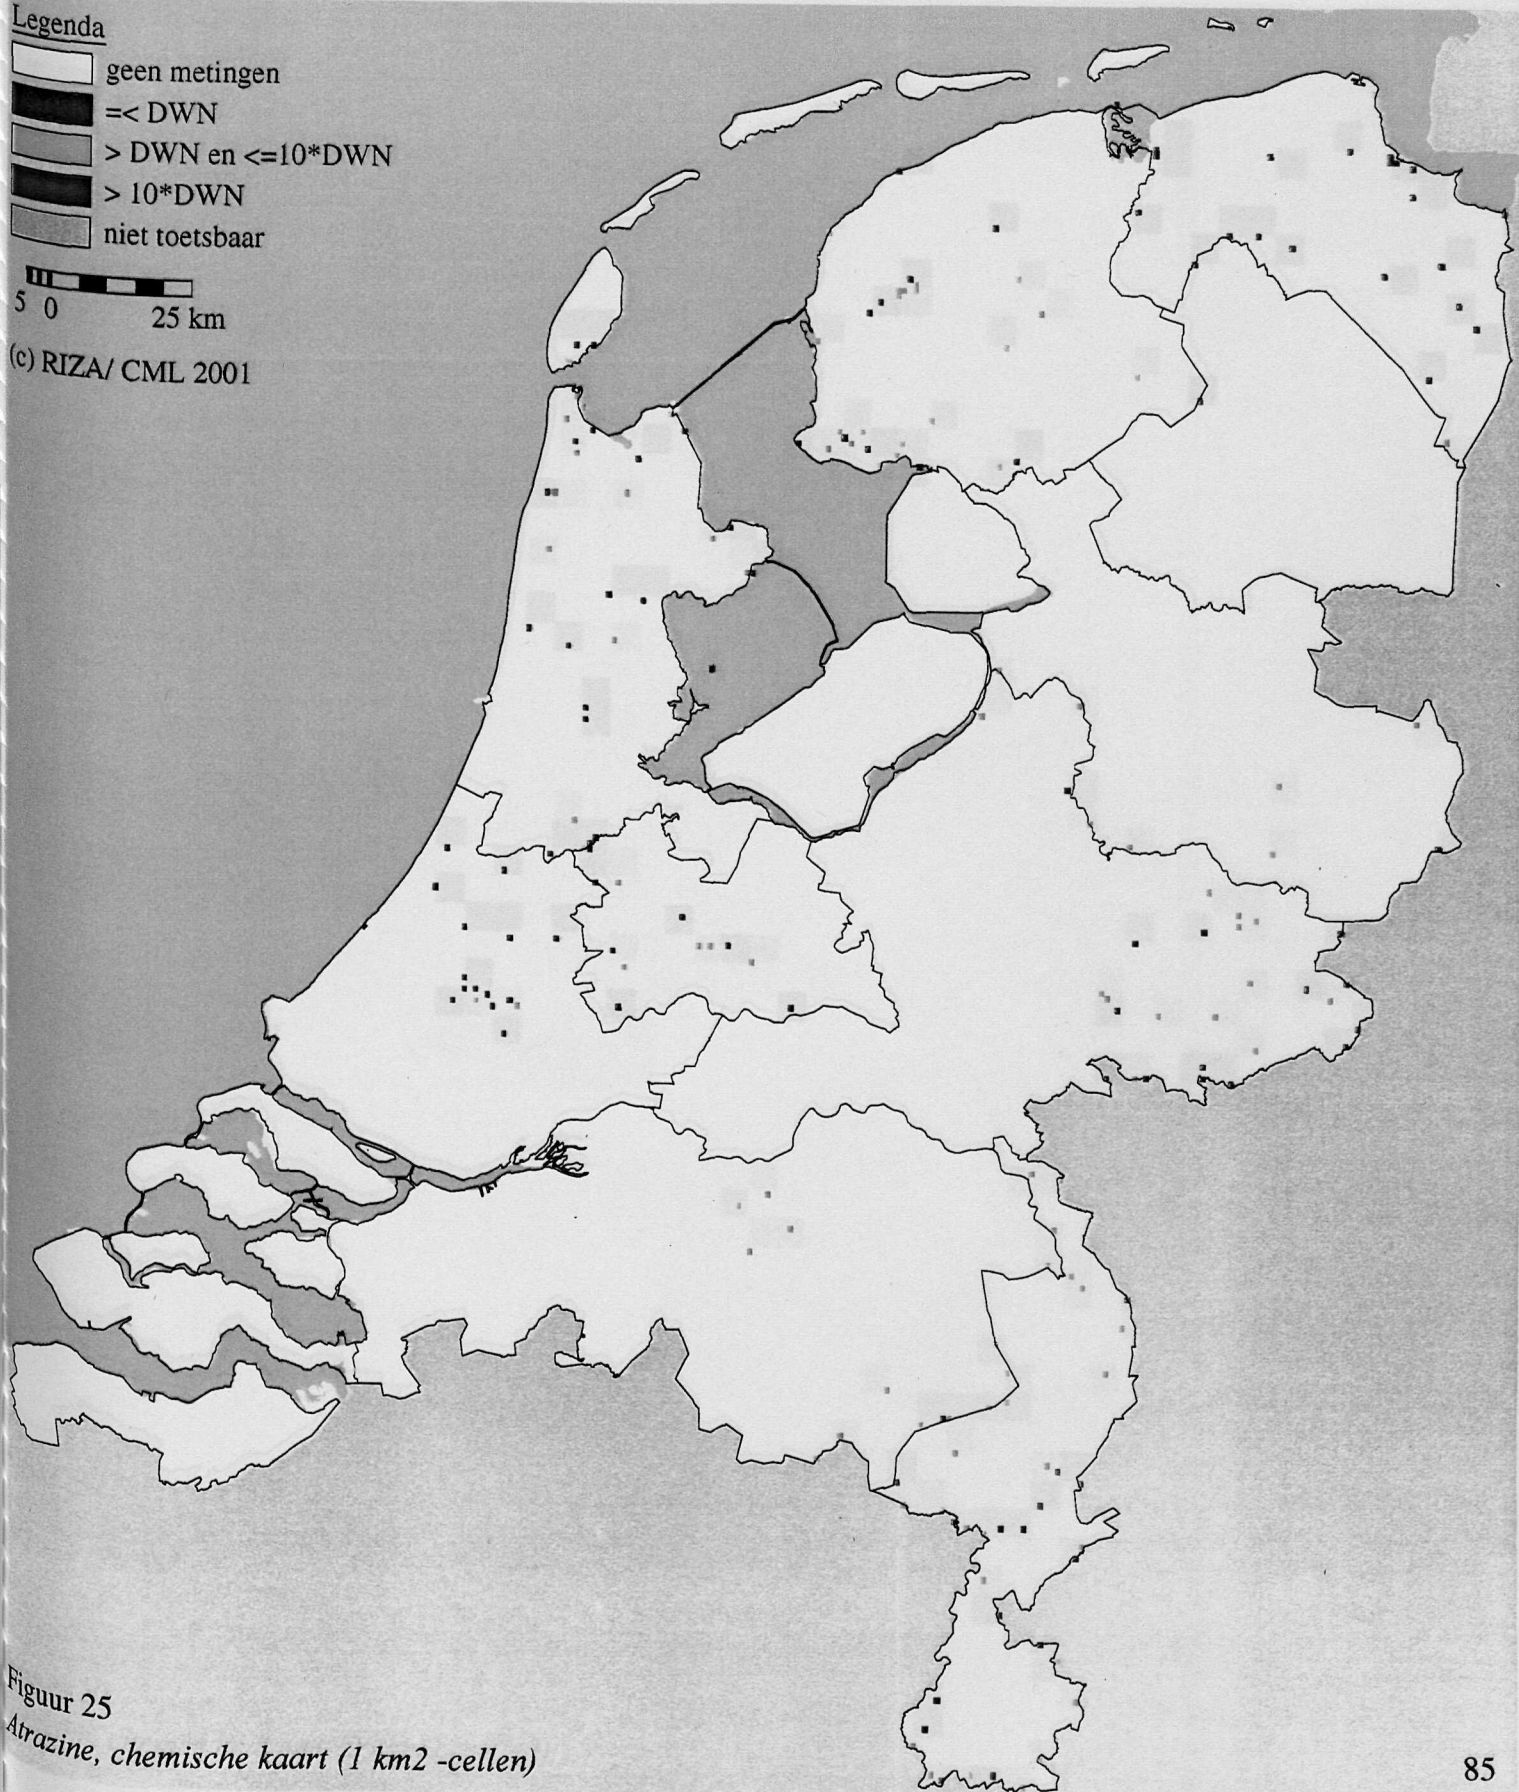 Legenda
geen metingen
=< DWN
> DWN en <=10*DWN
> 10*DWN
niet toetsbaar
5 0 25 km
(c) RIZA/ CML 2001
Figuur 25
Atrazine, chemische kaart (1 km2 -cellen)
85